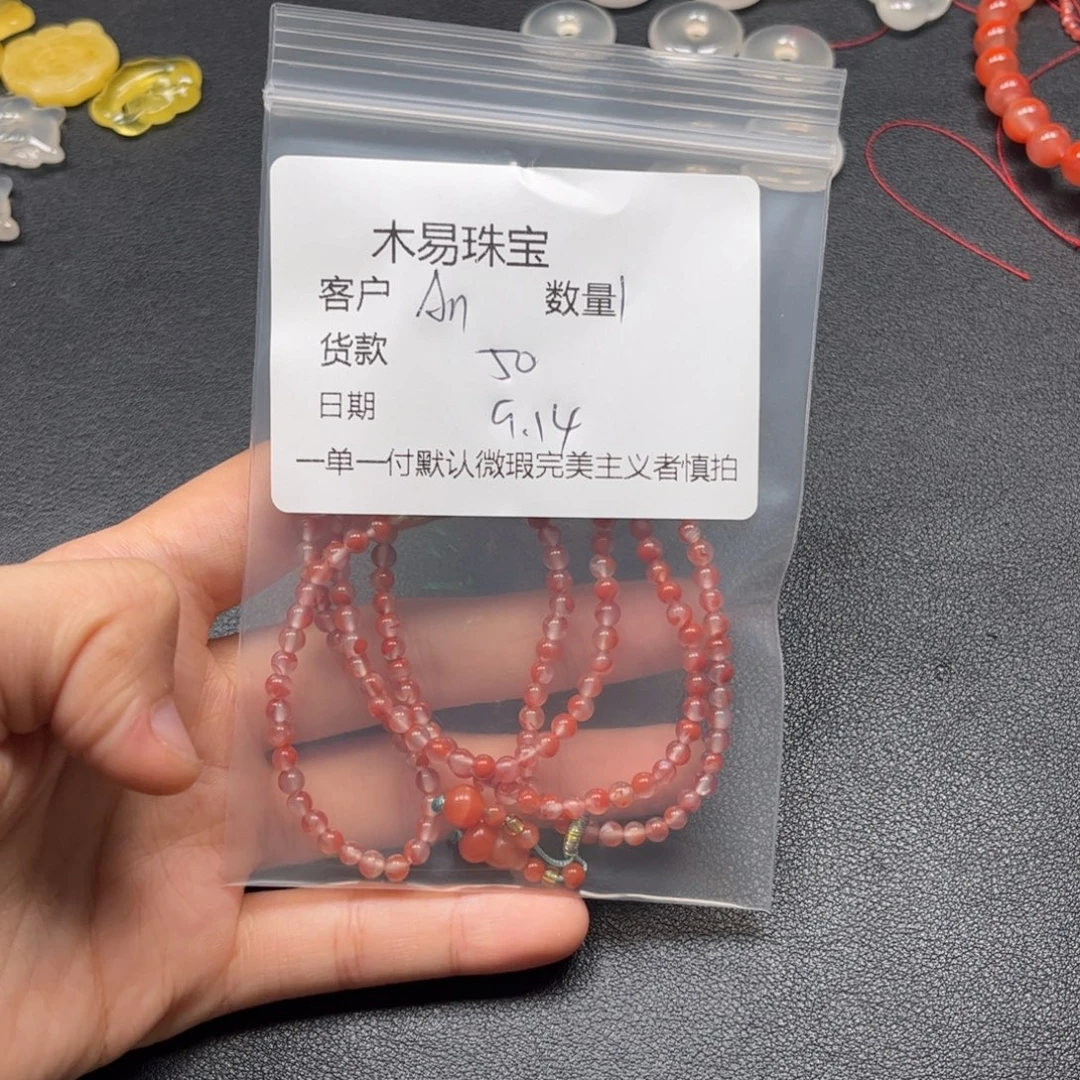 木易珠宝
客户 An 数量1
货款 50
日期 9.14
一单一付默认微瑕完美主义者慎拍